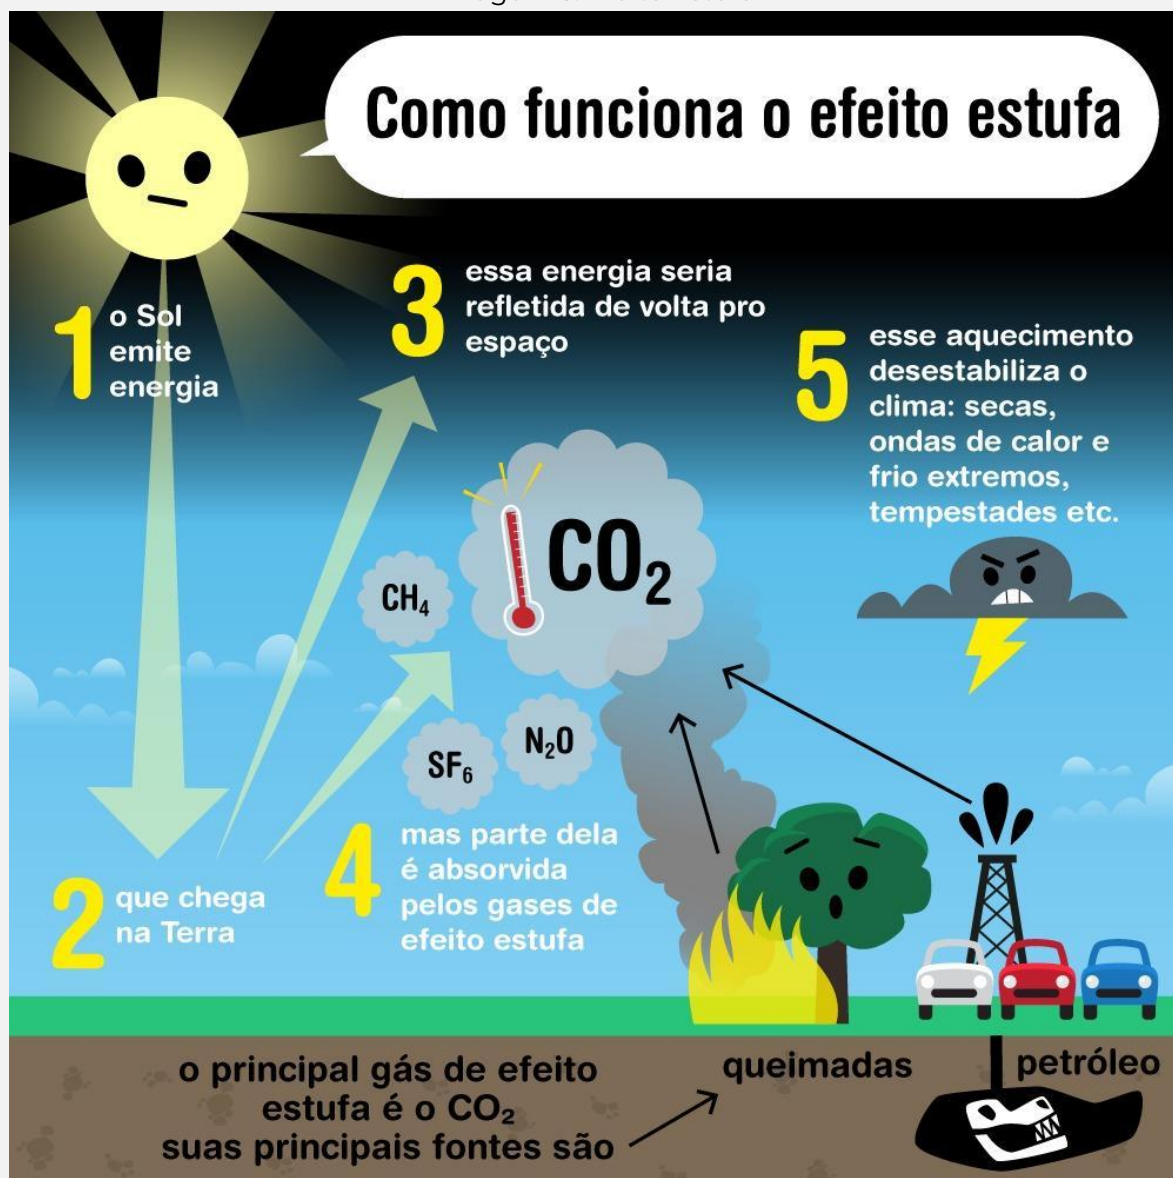 Como funciona o efeito estufa
1
o Sol
emite
energia
2
que chega
na Terra
3
essa energia seria
refletida de volta pro
espaço
4
mas parte dela
é absorvida
pelos gases de
efeito estufa
5
esse aquecimento
desestabiliza o
clima: secas,
ondas de calor e
frio extremos,
tempestades etc.
CO₂
CH₄
SF₆
N₂O
o principal gás de efeito
estufa é o CO₂
suas principais fontes são
queimadas
petróleo